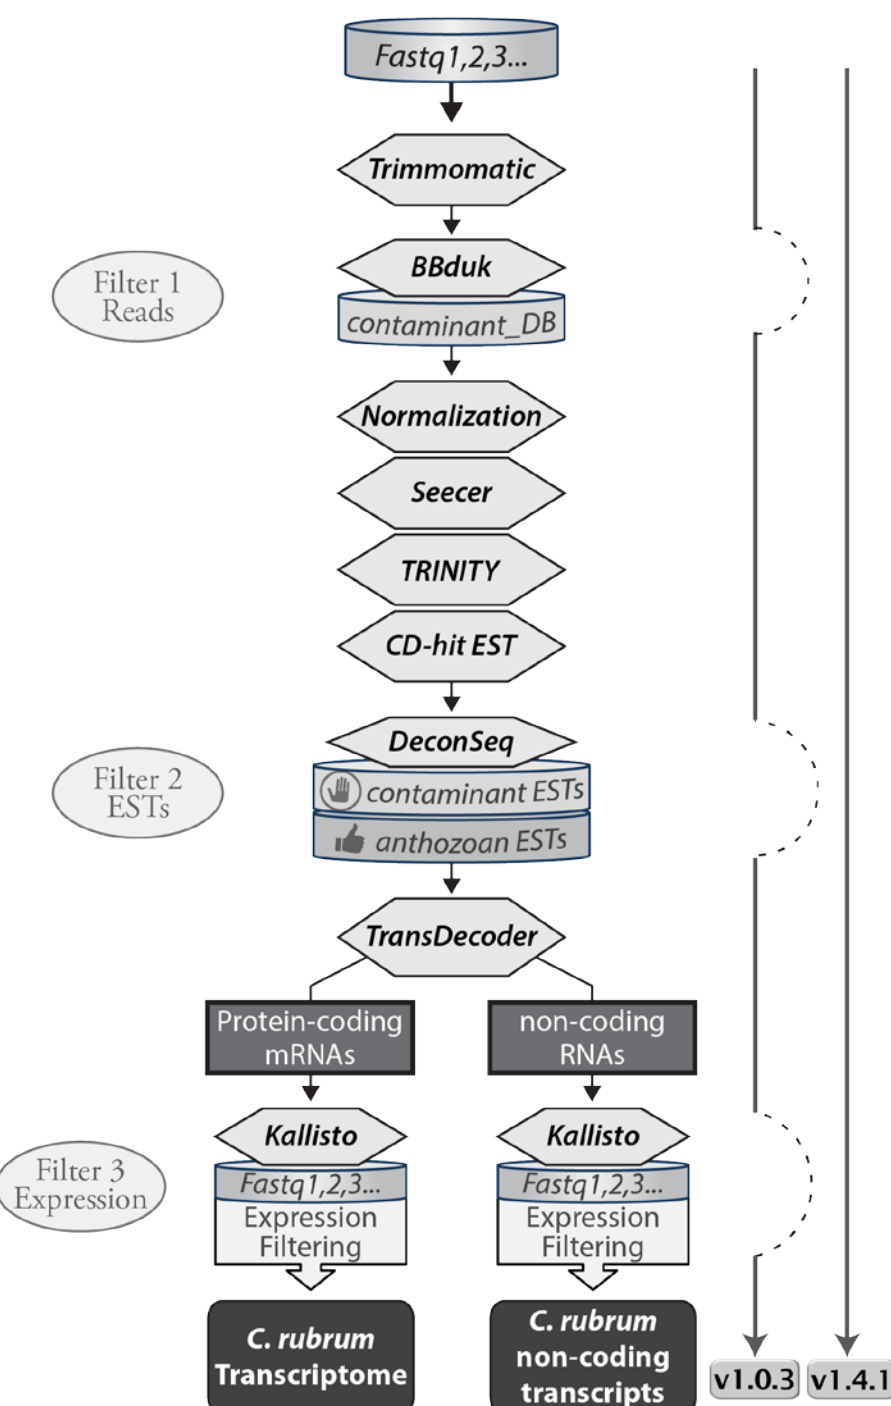 Fastq1,2,3...
Trimmomatic
Filter 1
Reads
BBduk
contaminant_DB
Normalization
Seecer
TRINITY
CD-hit EST
Filter 2
ESTs
DeconSeq
contaminant ESTs
anthozoan ESTs
TransDecoder
Protein-coding
mRNAs
non-coding
RNAs
Filter 3
Expression
Kallisto
Fastq1,2,3...
Expression
Filtering
Kallisto
Fastq1,2,3...
Expression
Filtering
C. rubrum
Transcriptome
C. rubrum
non-coding
transcripts
v1.0.3
v1.4.1